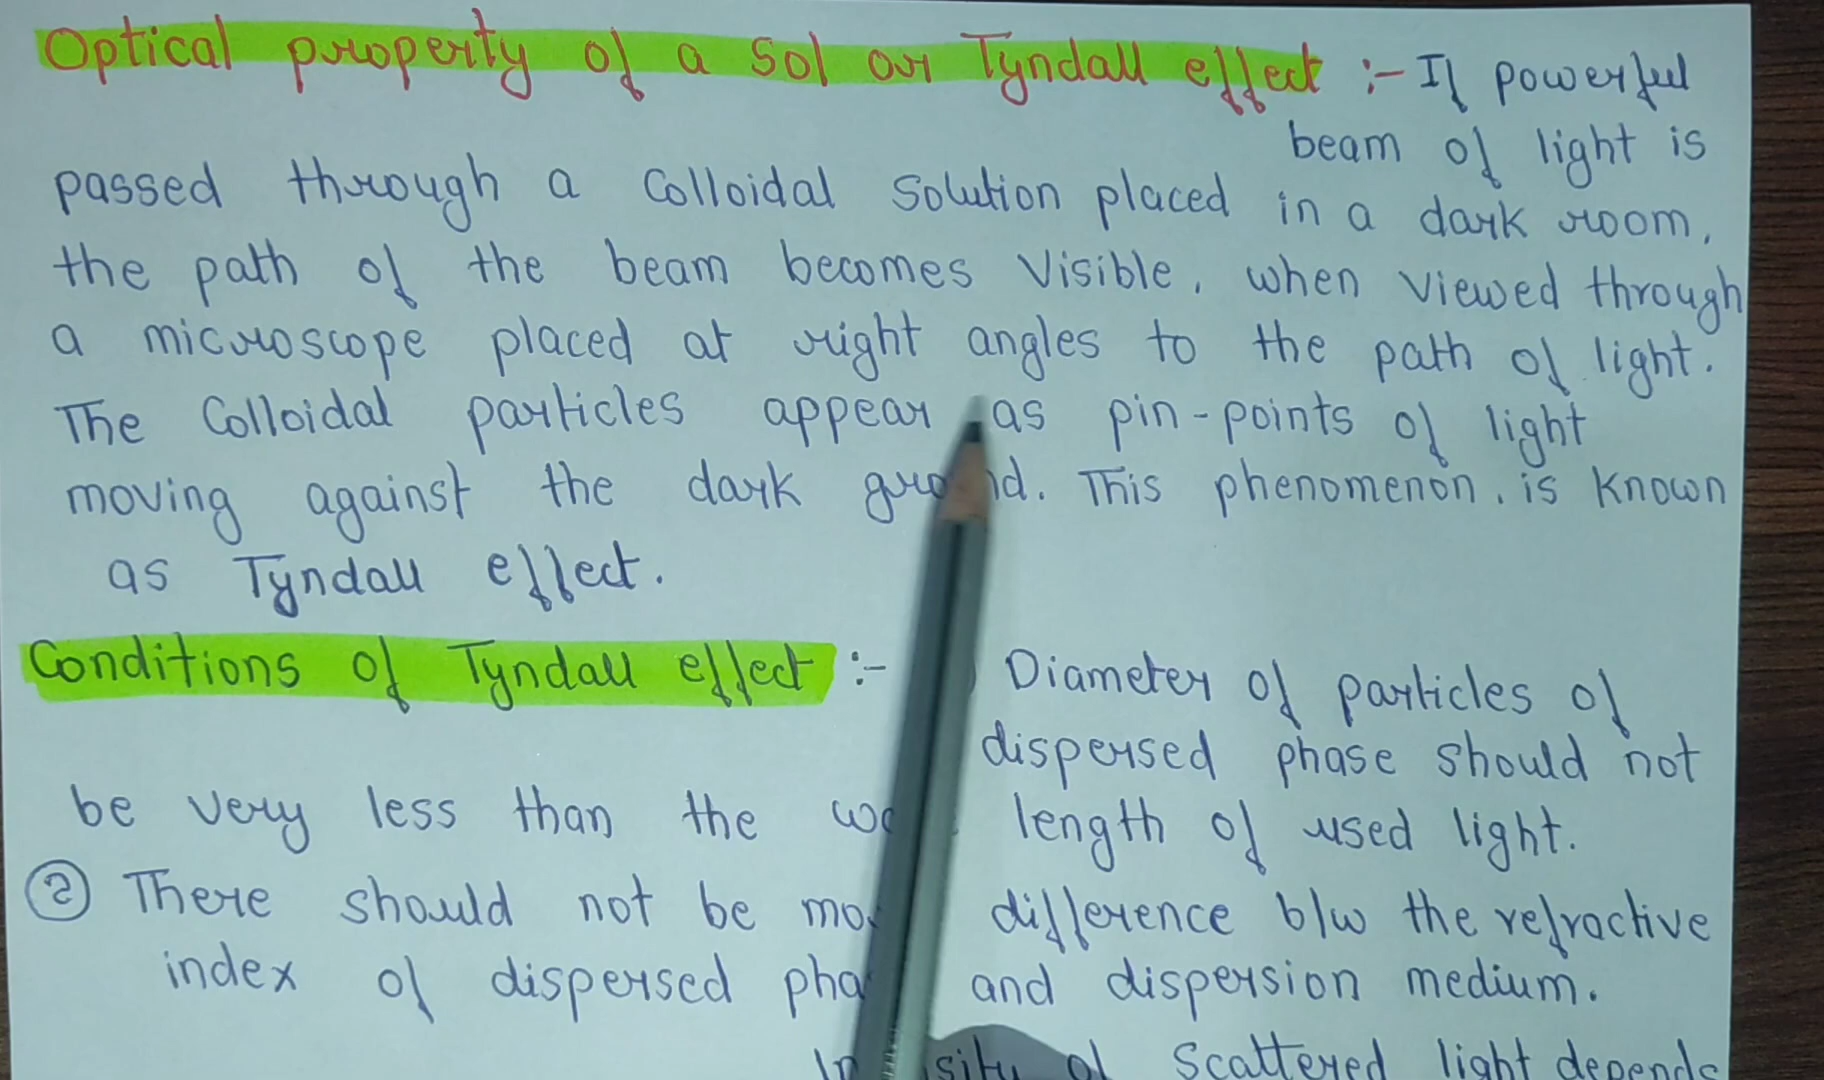 Optical property of a sol or Tyndall effect :- If powerful
beam of light is
passed through a Colloidal Solution placed in a dark room,
the path of the beam becomes Visible, when viewed through
a microscope placed at right angles to the path of light.
The Colloidal particles appear as pin-points of light
moving against the dark ground. This phenomenon, is known
as Tyndall effect.
Conditions of Tyndall effect :- Diameter of particles of
dispersed phase should not
be very less than the length of used light.
② There should not be difference b/w the refractive
index of dispersed and dispersion medium.
of Scattered light depends